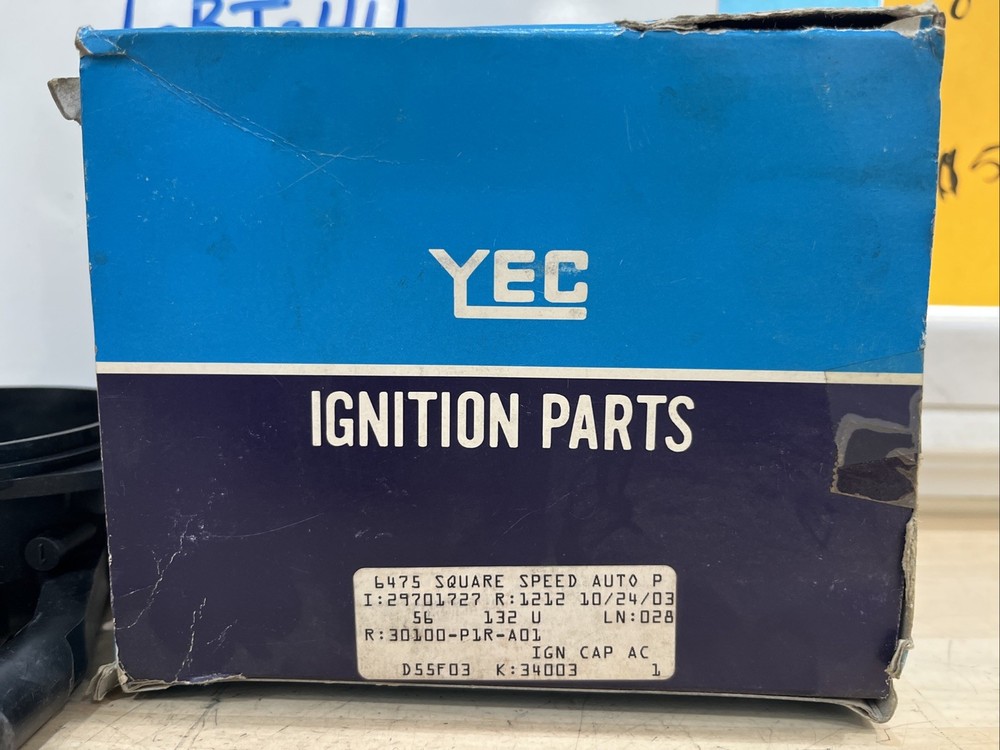 YEC
IGNITION PARTS
6475 SQUARE SPEED AUTO P
I:29701727 R:1212 10/24/03
56 132 U LN:028
R:30100-P1R-A01
IGN CAP AC
D55F03 K:34003 1